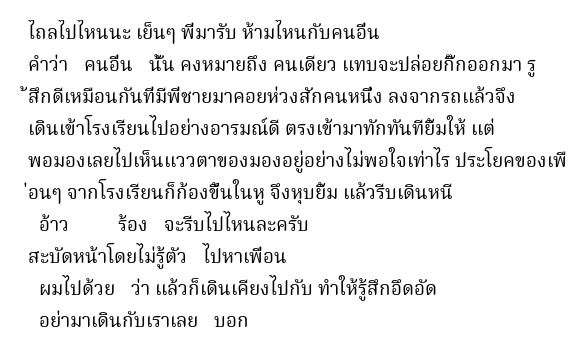 ไถลไปไหนนะ เย็นๆ พี่มารับ ห้ามไหนกับคนอื่น
คำว่า คนอื่น นั้น คงหมายถึง คนเดียว แทบจะปล่อยกิ๊กออกมา รู
้สึกดีเหมือนกันที่มีพี่ชายมาคอยห่วงสักคนหนึ่ง ลงจากรถแล้วจึง
เดินเข้าโรงเรียนไปอย่างอารมณ์ดี ตรงเข้ามาทักทันทียิ้มให้ แต่
พอมองเลยไปเห็นแววตาของมองอยู่อย่างไม่พอใจเท่าไร ประโยคของเพื
่อนๆ จากโรงเรียนก็ก้องขึ้นในหู จึงหุบยิ้ม แล้วรีบเดินหนี
อ้าว ร้อง จะรีบไปไหนละครับ
สะบัดหน้าโดยไม่รู้ตัว ไปหาเพื่อน
ผมไปด้วย ว่า แล้วก็เดินเคียงไปกับ ทำให้รู้สึกอึดอัด
อย่ามาเดินกับเราเลย บอก